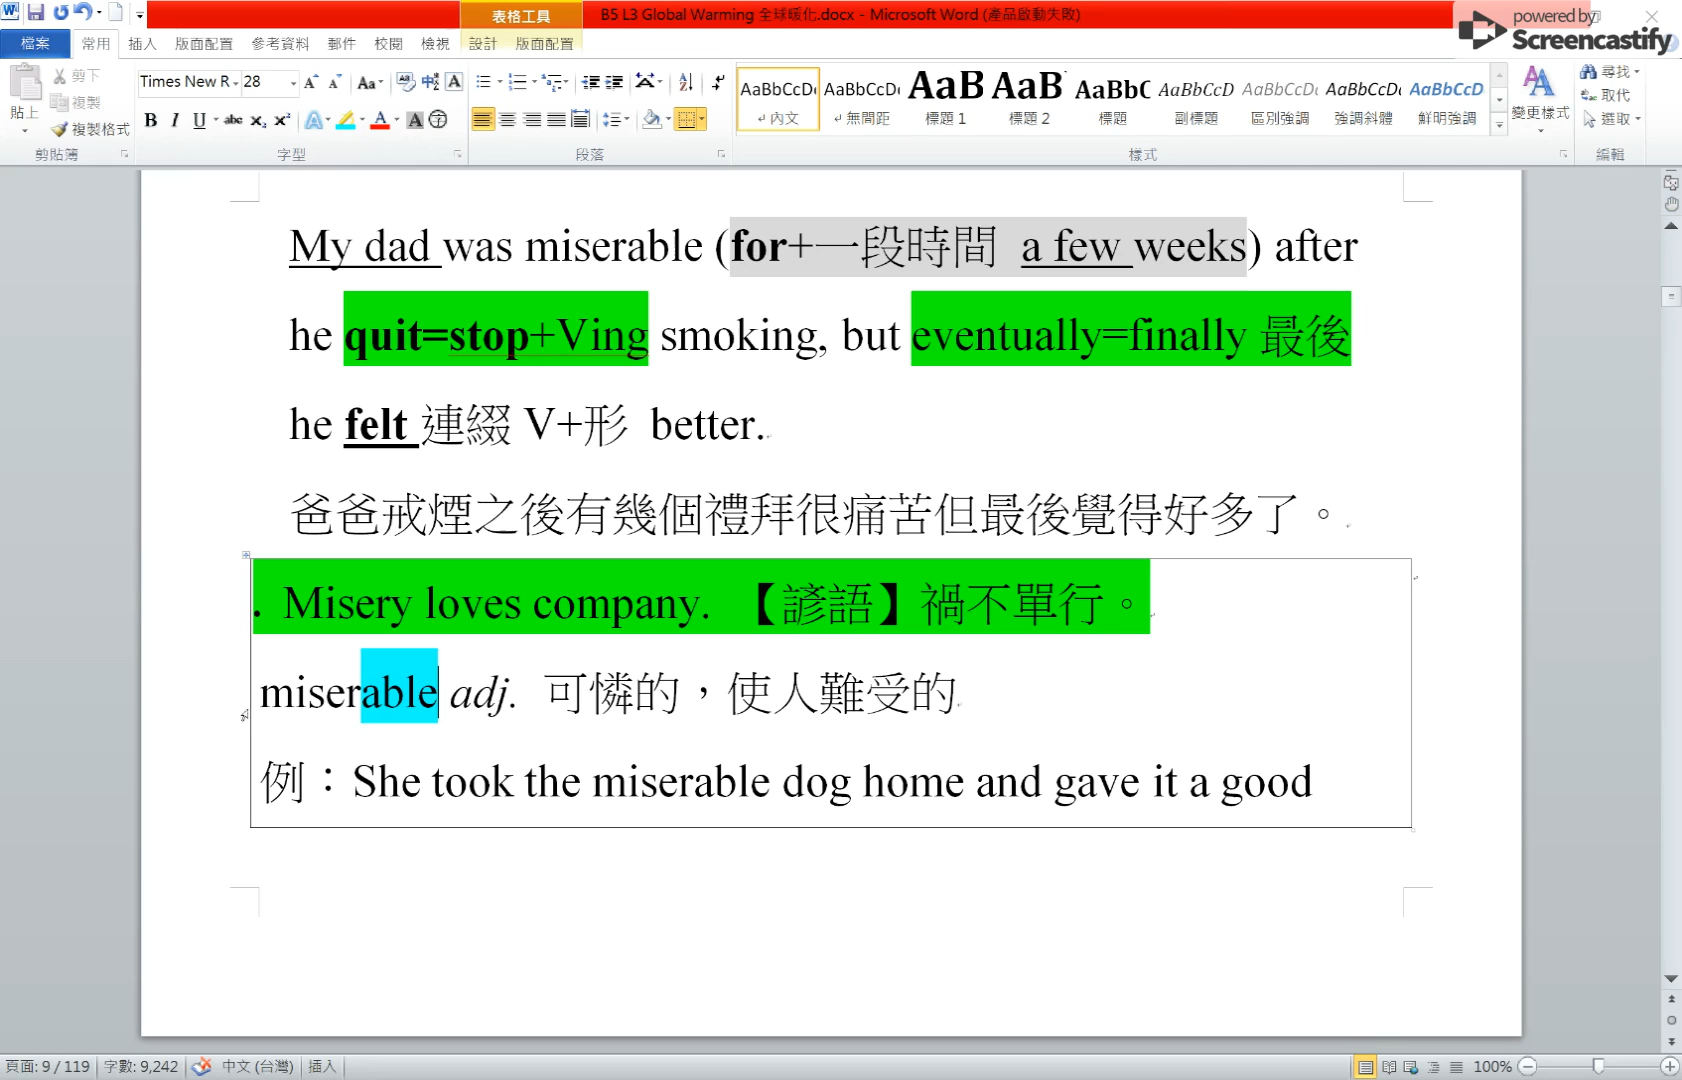 B5 L3 Global Warming 全球暖化.docx - Microsoft Word (產品啟動失敗)
表格工具
powered by
Screencastify
檔案 常用 插入 版面配置 參考資料 郵件 校閱 檢視 設計 版面配置
貼上 剪下 複製 複製格式
Times New R 28
AaBbCcDc AaBbCcDc AaB AaB AaBbC AaBbCcD AaBbCcDc AaBbCcDc AaBbCcD
內文 無間距 標題 1 標題 2 標題 副標題 區別強調 強調斜體 鮮明強調
變更樣式
尋找 取代 選取
剪貼簿 字型 段落 樣式 編輯
My dad was miserable (for+一段時間 a few weeks) after
he quit=stop+Ving smoking, but eventually=finally 最後
he felt 連綴 V+形 better.
爸爸戒煙之後有幾個禮拜很痛苦但最後覺得好多了。
. Misery loves company. 【諺語】禍不單行。
miserable adj. 可憐的，使人難受的
例：She took the miserable dog home and gave it a good
頁面: 9 / 119 字數: 9,242 中文 (台灣) 插入 100%